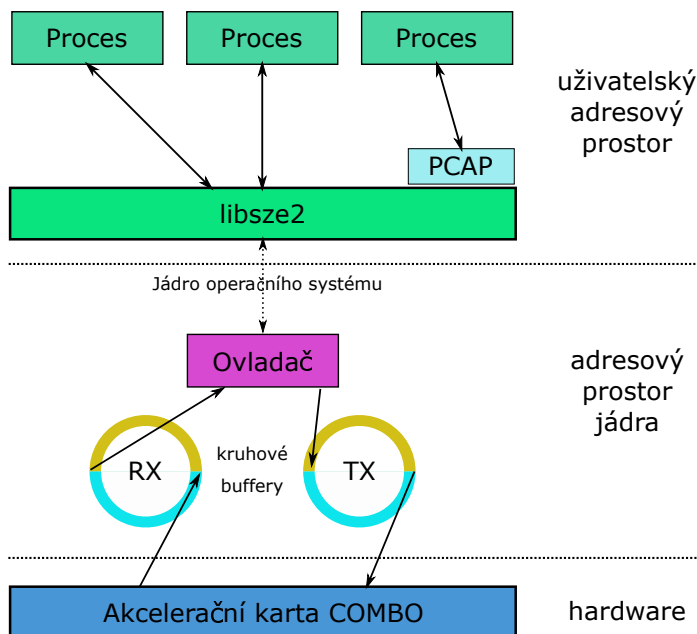 Proces
Proces
Proces
uživatelský
adresový
prostor
PCAP
libsze2
Jádro operačního systému
Ovladač
adresový
prostor
jádra
RX
kruhové
buffery
TX
Akcelerační karta COMBO
hardware